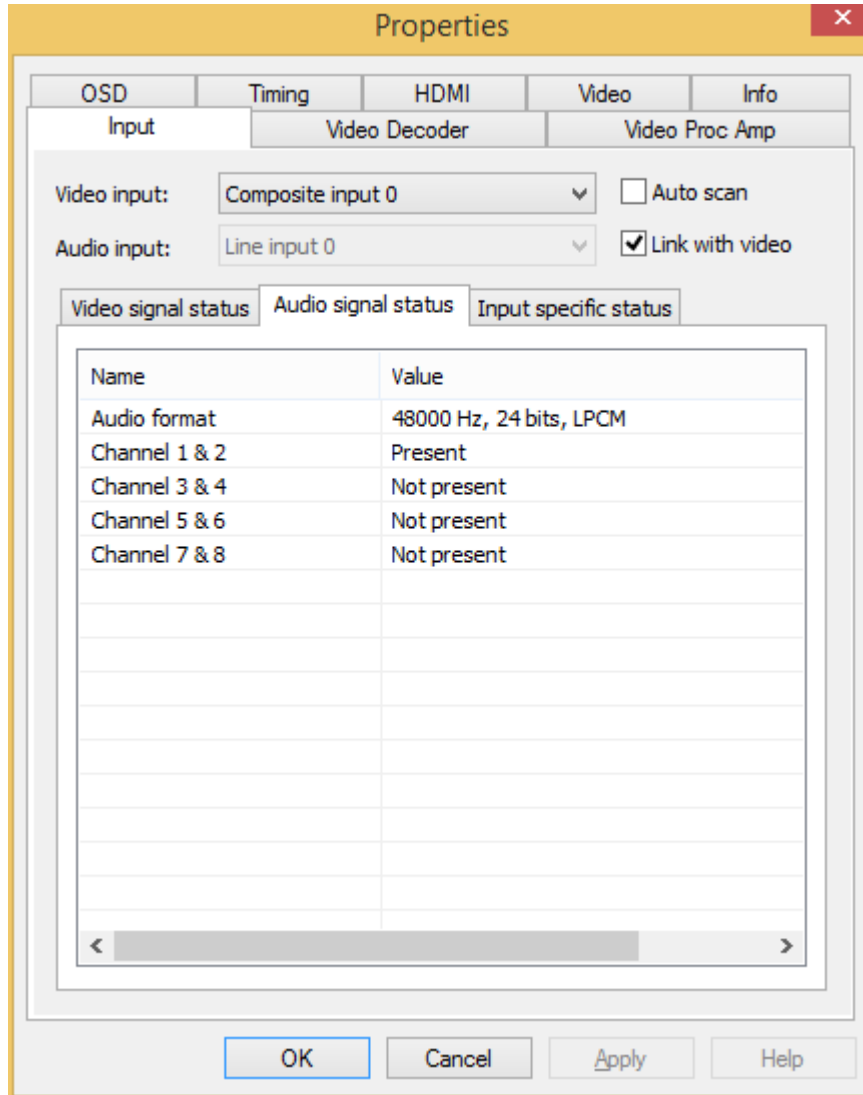 Properties
OSD Timing HDMI Video Info
Input Video Decoder Video Proc Amp
Video input: Composite input 0 Auto scan
Audio input: Line input 0 Link with video
Video signal status Audio signal status Input specific status
Name Value
Audio format 48000 Hz, 24 bits, LPCM
Channel 1 & 2 Present
Channel 3 & 4 Not present
Channel 5 & 6 Not present
Channel 7 & 8 Not present
OK Cancel Apply Help